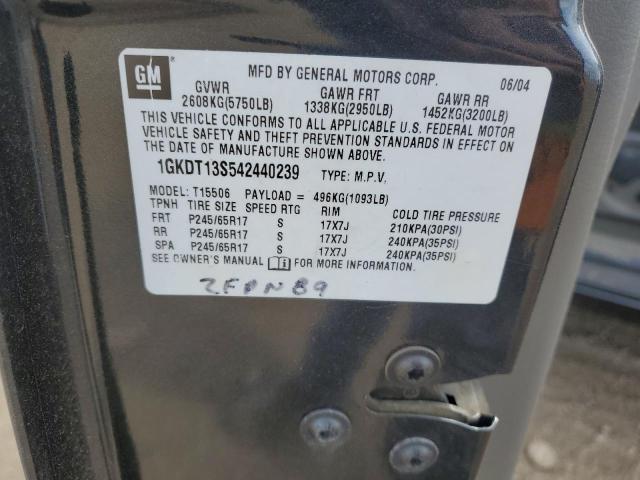 GM
MFD BY GENERAL MOTORS CORP. 06/04
GVWR GAWR FRT GAWR RR
2608KG(5750LB) 1338KG(2950LB) 1452KG(3200LB)
THIS VEHICLE CONFORMS TO ALL APPLICABLE U.S. FEDERAL MOTOR
VEHICLE SAFETY AND THEFT PREVENTION STANDARDS IN EFFECT ON
THE DATE OF MANUFACTURE SHOWN ABOVE.
1GKDT13S542440239 TYPE: M.P.V.
MODEL: T15506 PAYLOAD = 496KG(1093LB)
TPNH TIRE SIZE SPEED RTG RIM COLD TIRE PRESSURE
FRT P245/65R17 S 17X7J 210KPA(30PSI)
RR P245/65R17 S 17X7J 240KPA(35PSI)
SPA P245/65R17 S 17X7J 240KPA(35PSI)
SEE OWNER'S MANUAL FOR MORE INFORMATION.